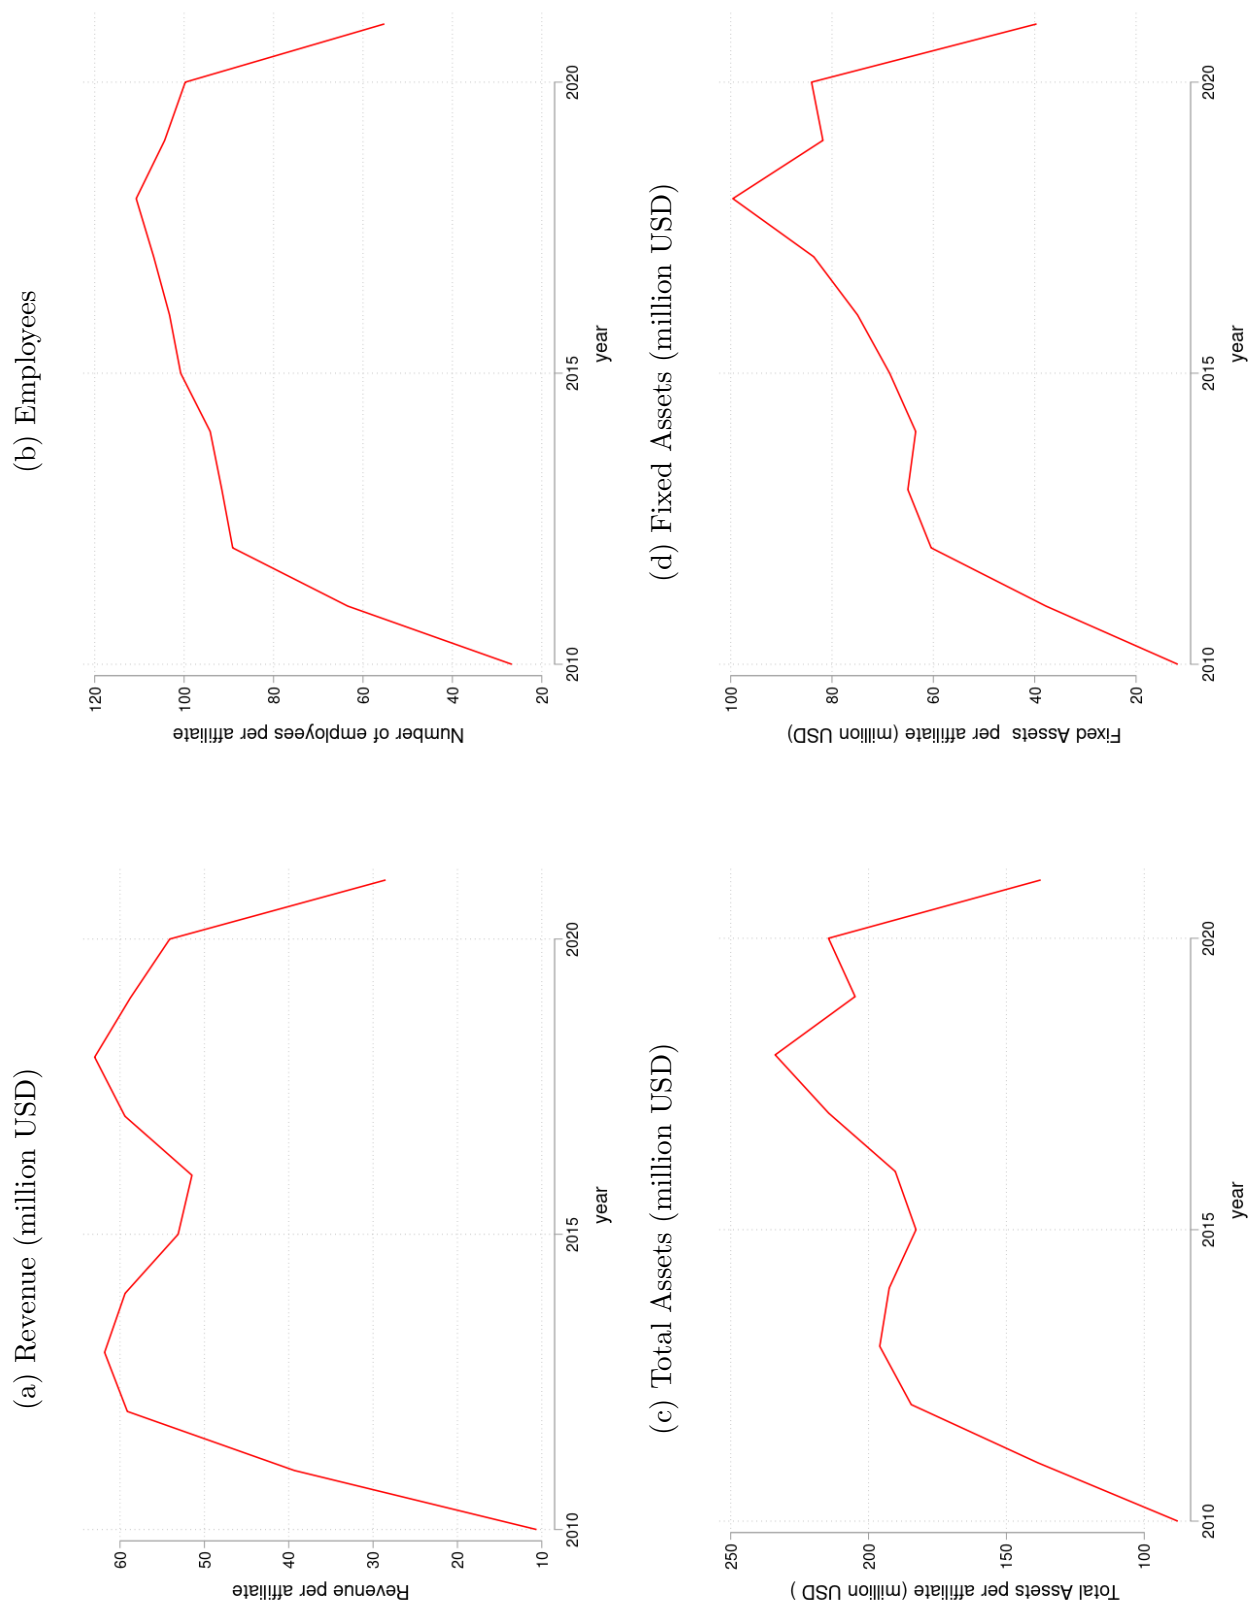 (a) Revenue (million USD)
Revenue per affiliate
60
50
40
30
20
10
2010
2015
2020
year
(b) Employees
Number of employees per affiliate
120
100
80
60
40
20
2010
2015
2020
year
(c) Total Assets (million USD)
Total Assets per affiliate (million USD )
250
200
150
100
2010
2015
2020
year
(d) Fixed Assets (million USD)
Fixed Assets  per affiliate (million USD)
100
80
60
40
20
2010
2015
2020
year